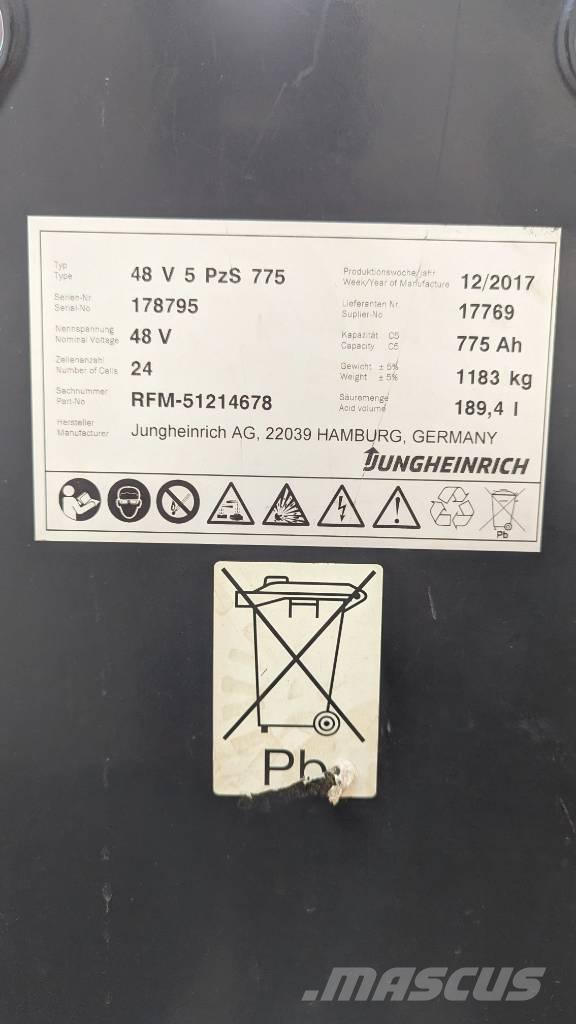 Typ
Type 48 V 5 PzS 775
Produktionswoche/jahr
Week/Year of Manufacture 12/2017
Serien-Nr.
Serial-No 178795
Lieferanten Nr.
Suplier-No 17769
Nennspannung
Nominal Voltage 48 V
Kapazität C5
Capacity C5 775 Ah
Zellenanzahl
Number of Cells 24
Gewicht ± 5%
Weight ± 5% 1183 kg
Sachnummer
Part-No RFM-51214678
Säuremenge
Acid volume 189,4 l
Hersteller
Manufacturer Jungheinrich AG, 22039 HAMBURG, GERMANY
JUNGHEINRICH
Pb
Pb
MASCUS